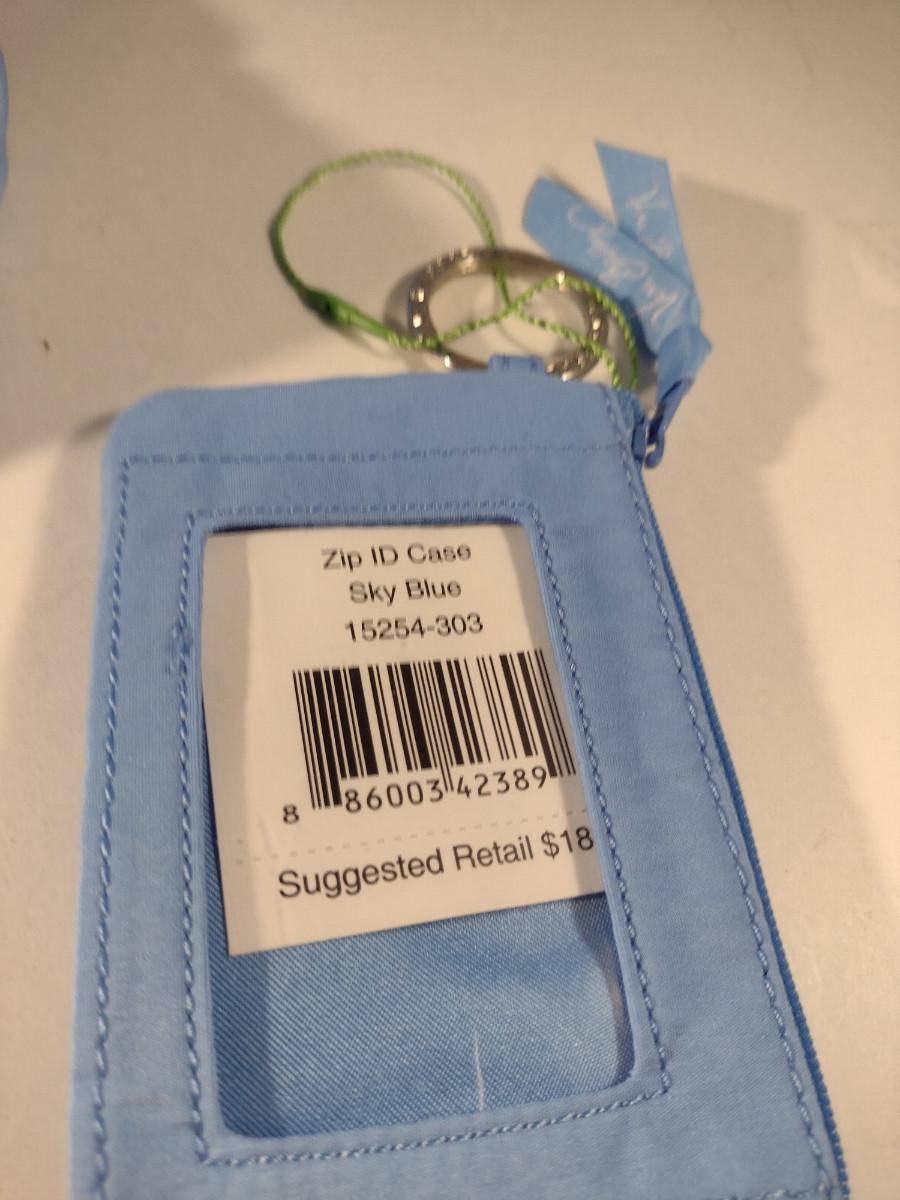 Zip ID Case
Sky Blue
15254-303
8 86003 42389
Suggested Retail $18